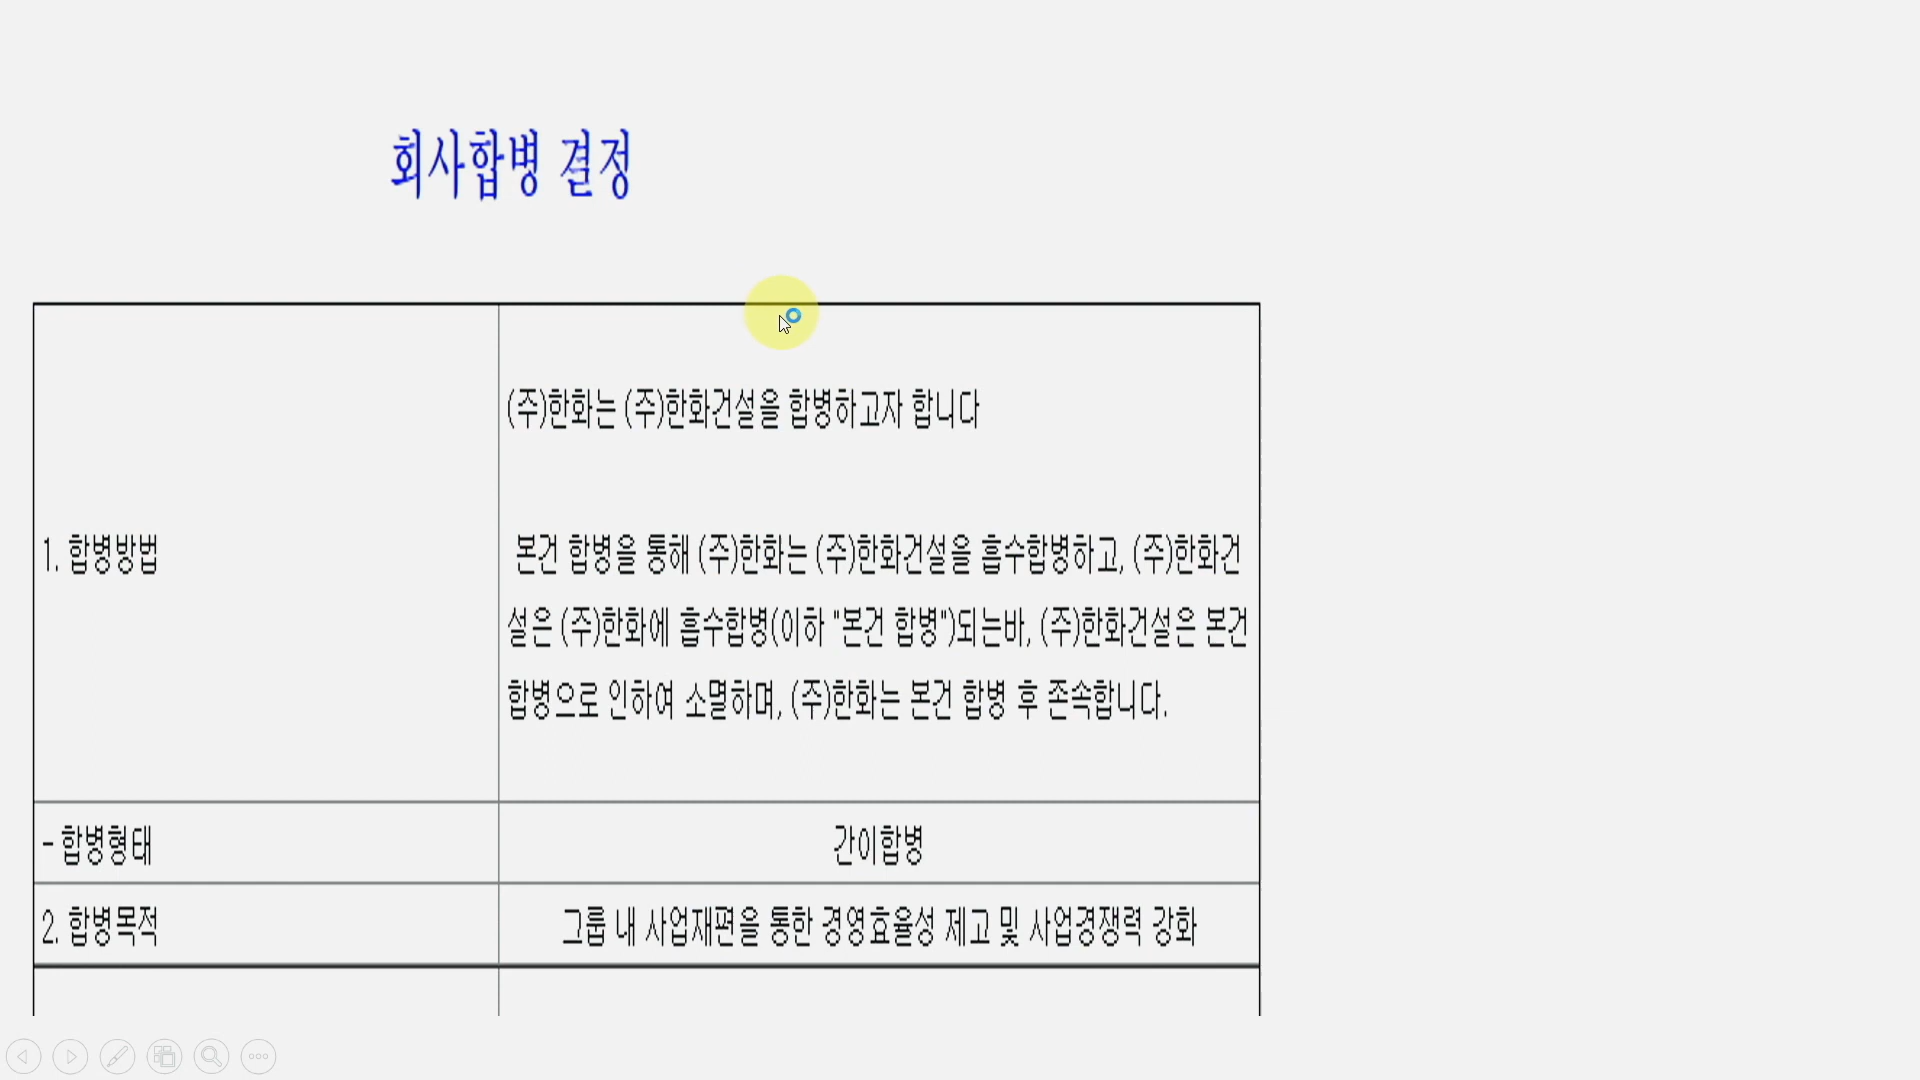 회사합병 결정
(주)한화는 (주)한화건설을 합병하고자 합니다
1. 합병방법
본건 합병을 통해 (주)한화는 (주)한화건설을 흡수합병하고, (주)한화건
설은 (주)한화에 흡수합병(이하 "본건 합병")되는바, (주)한화건설은 본건
합병으로 인하여 소멸하며, (주)한화는 본건 합병 후 존속합니다.
- 합병형태
간이합병
2. 합병목적
그룹 내 사업재편을 통한 경영효율성 제고 및 사업경쟁력 강화